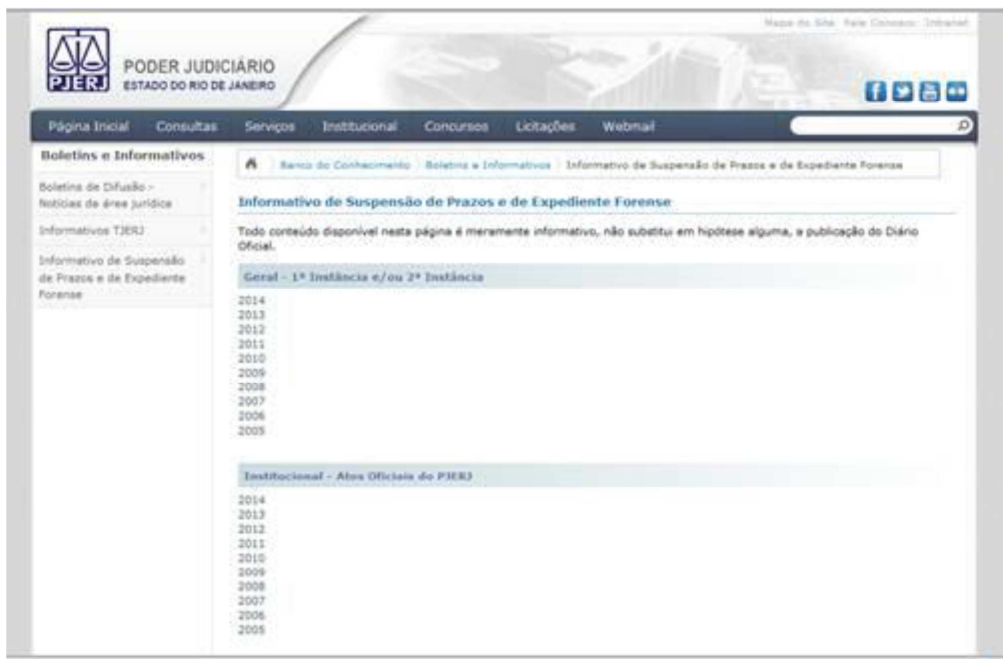 Mapa do Site Fale Conosco Intranet
PJERJ
PODER JUDICIÁRIO
ESTADO DO RIO DE JANEIRO
Página Inicial Consultas Serviços Institucional Concursos Licitações Webmail
Boletins e Informativos
Boletins de Difusão -
Notícias da área jurídica
Informativos TJERJ
Informativo de Suspensão
de Prazos e de Expediente
Forense
Banco do Conhecimento Boletins e Informativos Informativo de Suspensão de Prazos e de Expediente Forense
Informativo de Suspensão de Prazos e de Expediente Forense
Todo conteúdo disponível nesta página é meramente informativo, não substitui em hipótese alguma, a publicação do Diário
Oficial.
Geral - 1ª Instância e/ou 2ª Instância
2014
2013
2012
2011
2010
2009
2008
2007
2006
2005
Institucional - Atos Oficiais do PJERJ
2014
2013
2012
2011
2010
2009
2008
2007
2006
2005